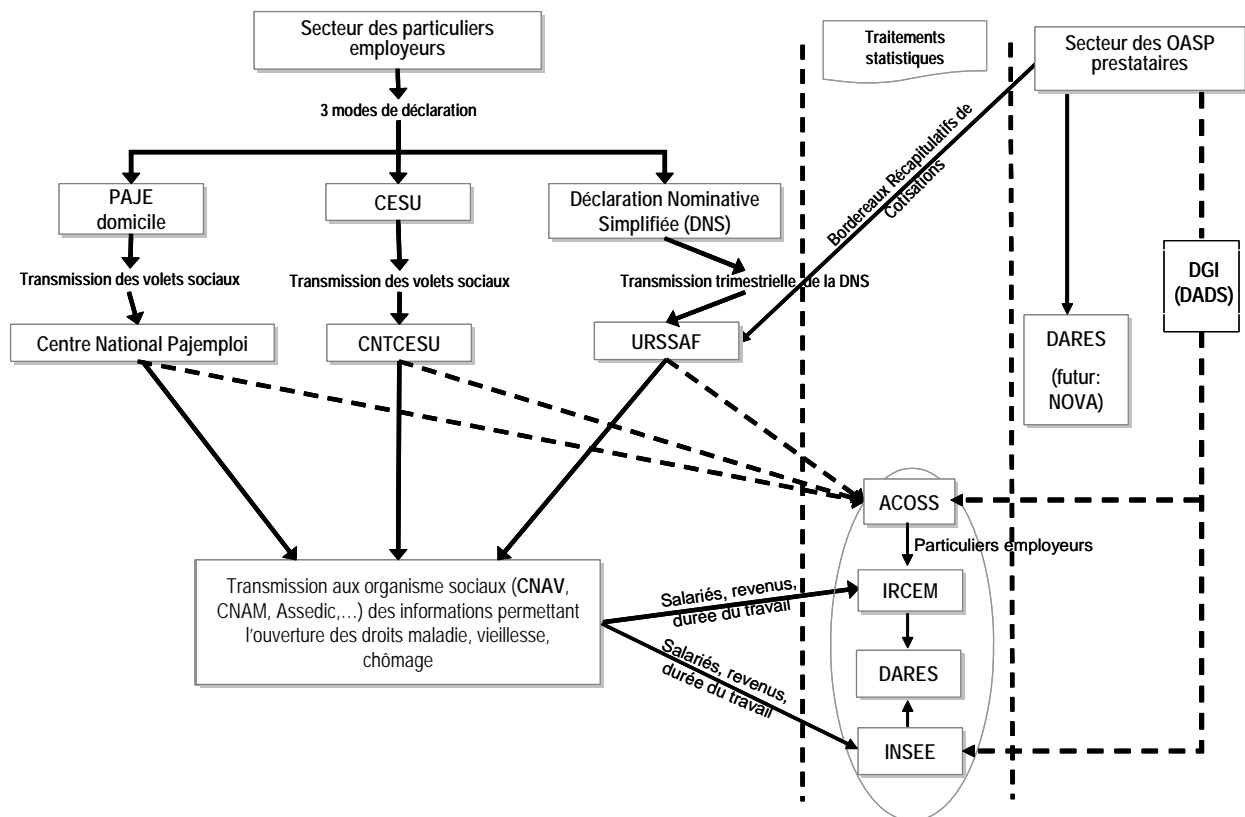 Secteur des particuliers
employeurs
3 modes de déclaration
PAJE
domicile
CESU
Déclaration Nominative
Simplifiée (DNS)
Transmission des volets sociaux
Transmission des volets sociaux
Transmission trimestrielle de la DNS
Centre National Pajemploi
CNTCESU
URSSAF
Transmission aux organisme sociaux (CNAV,
CNAM, Assedic,…) des informations permettant
l'ouverture des droits maladie, vieillesse,
chômage
Salariés, revenus,
durée du travail
Salariés, revenus,
durée du travail
Traitements
statistiques
ACOSS
Particuliers employeurs
IRCEM
DARES
INSEE
Secteur des OASP
prestataires
Bordereaux Récapitulatifs de
Cotisations
DARES
(futur:
NOVA)
DGI
(DADS)